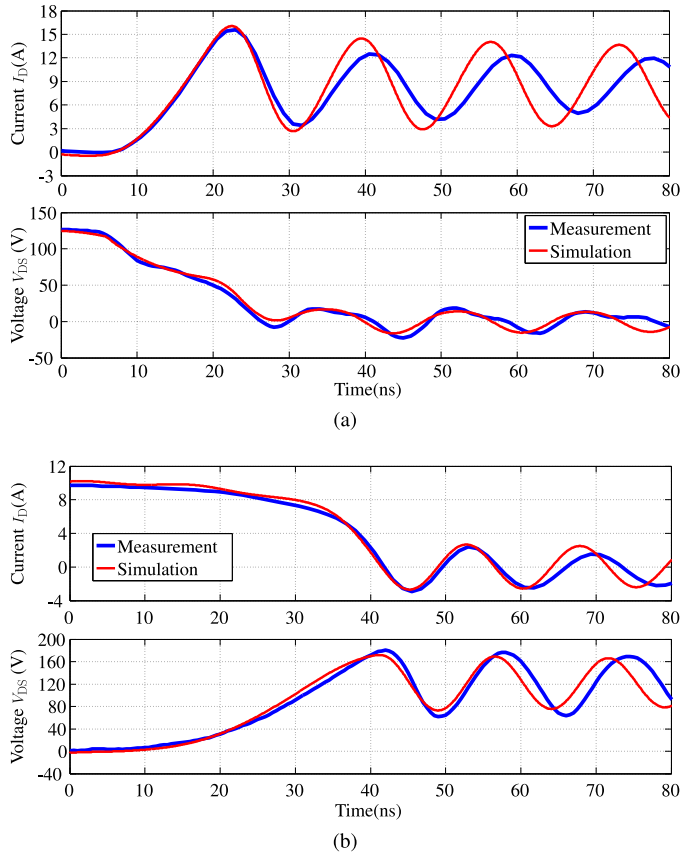 18
15
12
9
6
3
0
-3
Current I_D(A)
0 10 20 30 40 50 60 70 80
150
100
50
0
-50
Voltage V_DS (V)
Measurement
Simulation
0 10 20 30 40 50 60 70 80
Time(ns)
(a)
12
8
4
0
-4
Current I_D(A)
Measurement
Simulation
0 10 20 30 40 50 60 70 80
200
160
120
80
40
0
-40
Voltage V_DS (V)
0 10 20 30 40 50 60 70 80
Time(ns)
(b)